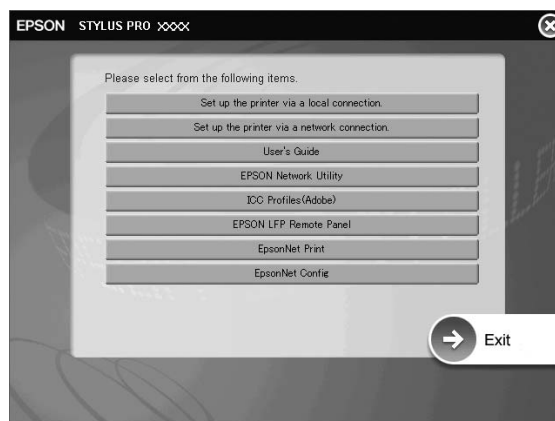 EPSON STYLUS PRO XXXX
Please select from the following items.
Set up the printer via a local connection.
Set up the printer via a network connection.
User's Guide
EPSON Network Utility
ICC Profiles(Adobe)
EPSON LFP Remote Panel
EpsonNet Print
EpsonNet Config
Exit